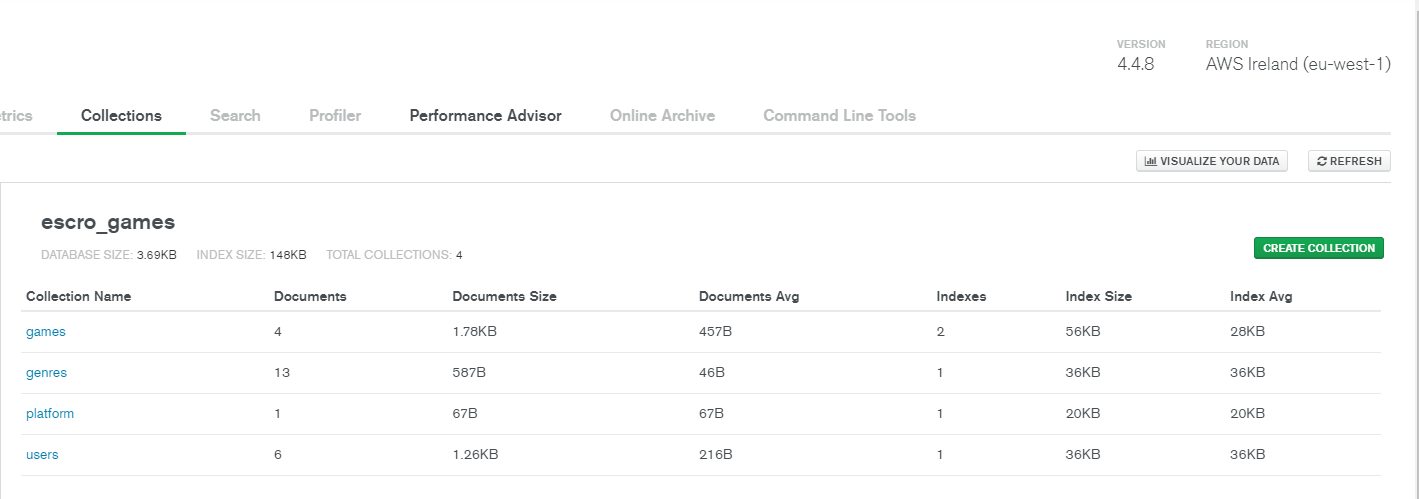 VERSION REGION
4.4.8 AWS Ireland (eu-west-1)
trics Collections Search Profiler Performance Advisor Online Archive Command Line Tools
VISUALIZE YOUR DATA REFRESH
escro_games
DATABASE SIZE: 3.69KB INDEX SIZE: 148KB TOTAL COLLECTIONS: 4
CREATE COLLECTION
Collection Name Documents Documents Size Documents Avg Indexes Index Size Index Avg
games 4 1.78KB 457B 2 56KB 28KB
genres 13 587B 46B 1 36KB 36KB
platform 1 67B 67B 1 20KB 20KB
users 6 1.26KB 216B 1 36KB 36KB